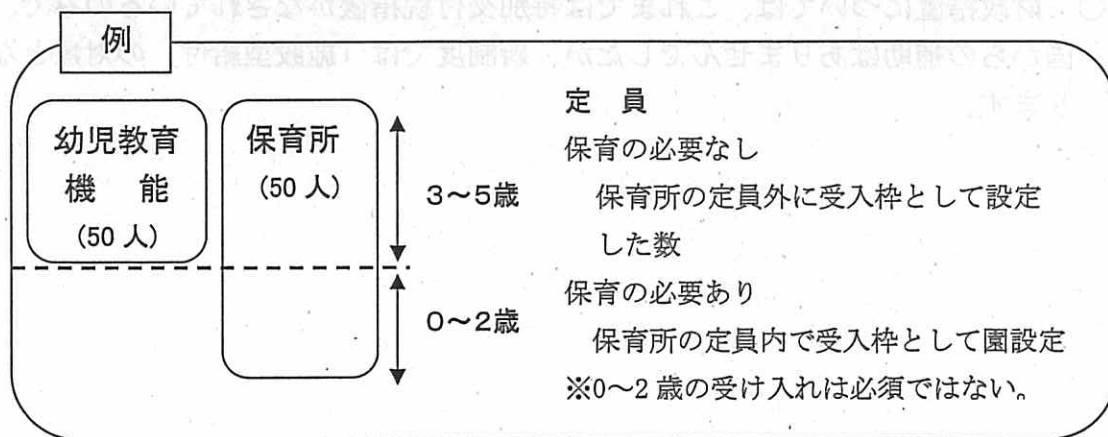 例
幼児教育
機 能
(50 人)
保育所
(50 人)
3～5歳
0～2歳
定 員
保育の必要なし
保育所の定員外に受入枠として設定
した数
保育の必要あり
保育所の定員内で受入枠として園設定
※0～2 歳の受け入れは必須ではない。